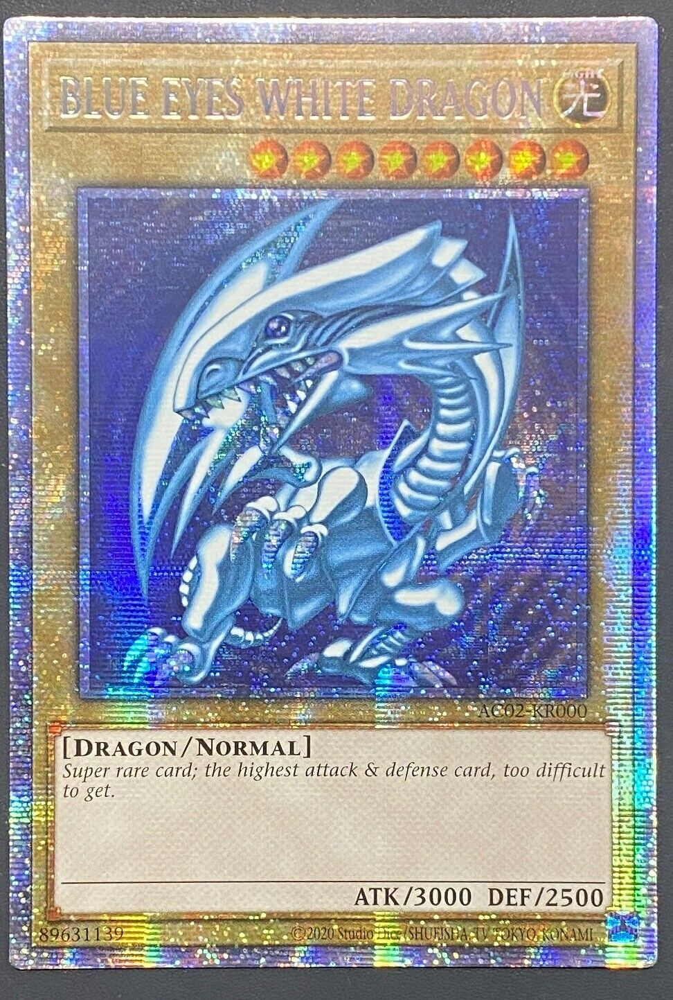 BLUE EYES WHITE DRAGON
LIGHT
光
AC02-KR000
[DRAGON/NORMAL]
Super rare card; the highest attack & defense card, too difficult
to get.
ATK/3000 DEF/2500
89631139 ©2020 Studio Dice/SHUEISHA, TV TOKYO, KONAMI